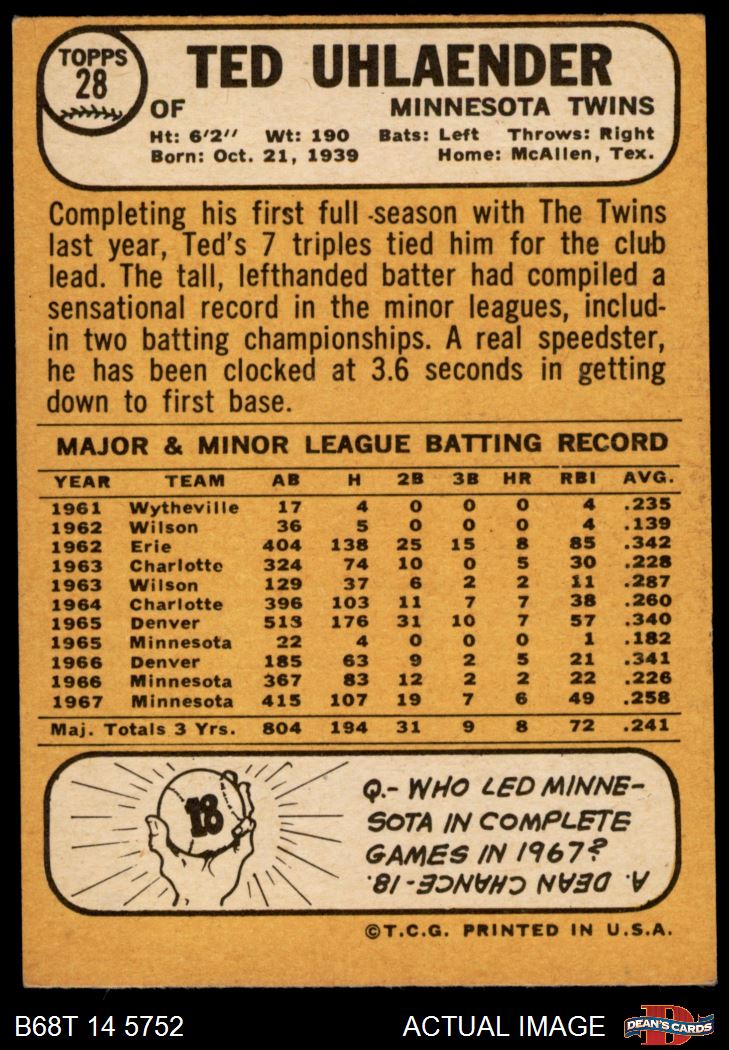 TOPPS
28
TED UHLAENDER
OF MINNESOTA TWINS
Ht: 6'2'' Wt: 190 Bats: Left Throws: Right
Born: Oct. 21, 1939 Home: McAllen, Tex.
Completing his first full season with The Twins
last year, Ted's 7 triples tied him for the club
lead. The tall, lefthanded batter had compiled a
sensational record in the minor leagues, includ-
in two batting championships. A real speedster,
he has been clocked at 3.6 seconds in getting
down to first base.
MAJOR & MINOR LEAGUE BATTING RECORD
YEAR TEAM AB H 2B 3B HR RBI AVG.
1961 Wytheville 17 4 0 0 0 4 .235
1962 Wilson 36 5 0 0 0 4 .139
1962 Erie 404 138 25 15 8 85 .342
1963 Charlotte 324 74 10 0 5 30 .228
1963 Wilson 129 37 6 2 2 11 .287
1964 Charlotte 396 103 11 7 7 38 .260
1965 Denver 513 176 31 10 7 57 .340
1965 Minnesota 22 4 0 0 0 1 .182
1966 Denver 185 63 9 2 5 21 .341
1966 Minnesota 367 83 12 2 2 22 .226
1967 Minnesota 415 107 19 7 6 49 .258
Maj. Totals 3 Yrs. 804 194 31 9 8 72 .241
18
Q.- WHO LED MINNE-
SOTA IN COMPLETE
GAMES IN 1967?
A. DEAN CHANCE-18.
©T.C.G. PRINTED IN U.S.A.
B68T 14 5752 ACTUAL IMAGE
D
DEAN'S CARDS